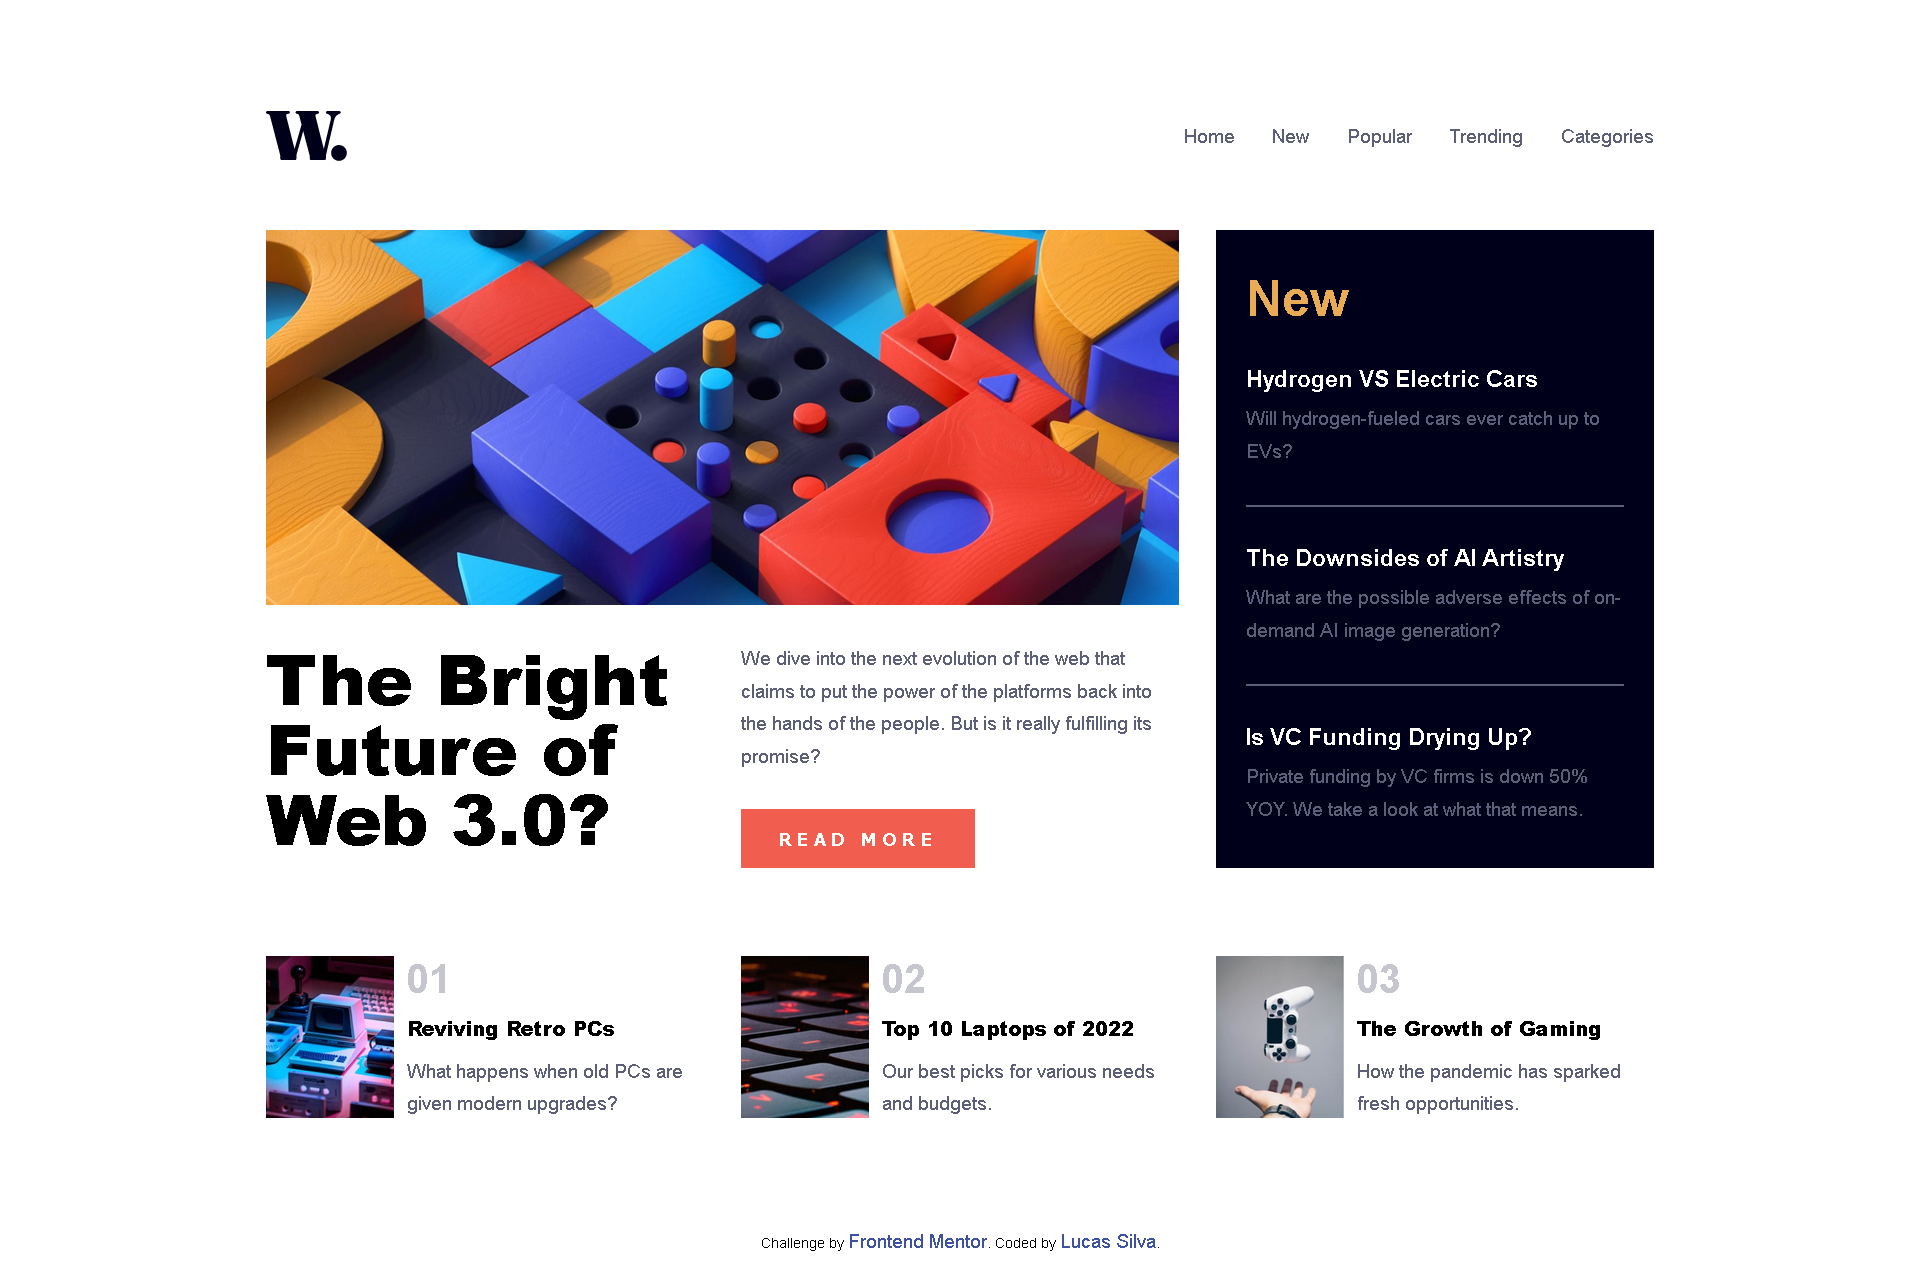 W.
Home New Popular Trending Categories
New
Hydrogen VS Electric Cars
Will hydrogen-fueled cars ever catch up to
EVs?
The Downsides of AI Artistry
What are the possible adverse effects of on-
demand AI image generation?
Is VC Funding Drying Up?
Private funding by VC firms is down 50%
YOY. We take a look at what that means.
The Bright
Future of
Web 3.0?
We dive into the next evolution of the web that
claims to put the power of the platforms back into
the hands of the people. But is it really fulfilling its
promise?
READ MORE
01
Reviving Retro PCs
What happens when old PCs are
given modern upgrades?
02
Top 10 Laptops of 2022
Our best picks for various needs
and budgets.
03
The Growth of Gaming
How the pandemic has sparked
fresh opportunities.
Challenge by Frontend Mentor. Coded by Lucas Silva.